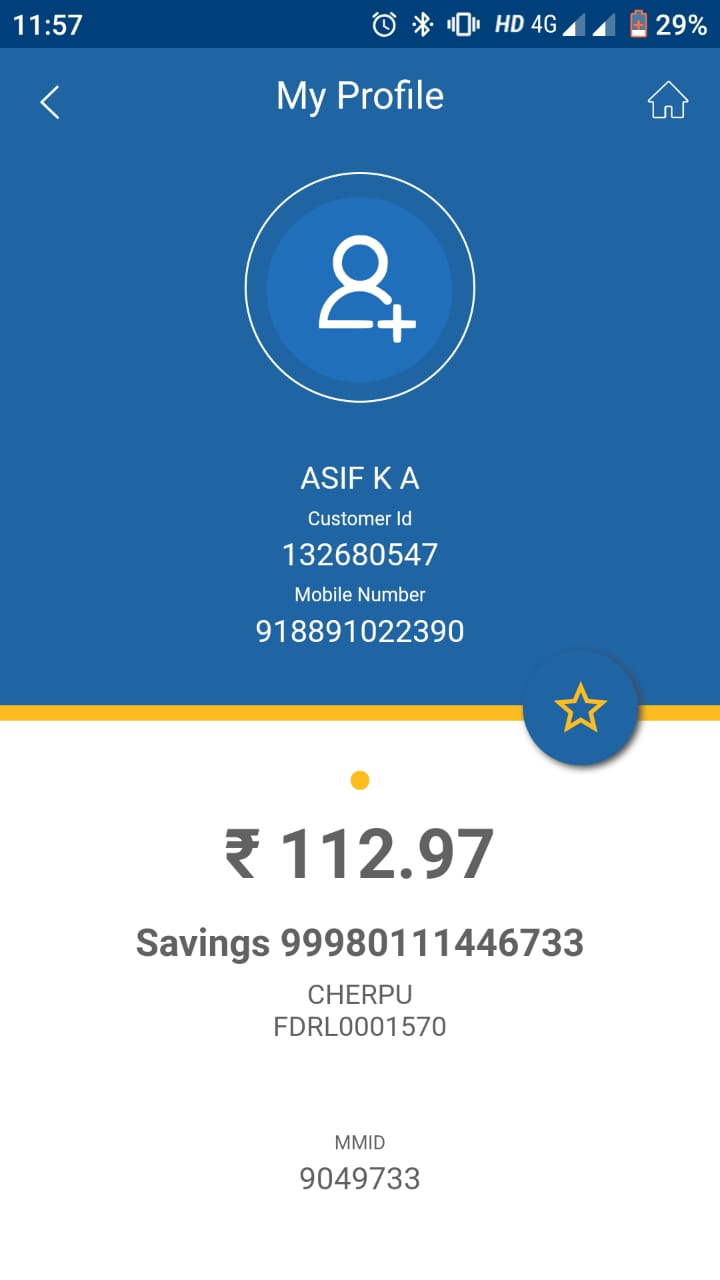 11:57 HD 4G 29%
My Profile
ASIF K A
Customer Id
132680547
Mobile Number
918891022390
₹ 112.97
Savings 99980111446733
CHERPU
FDRL0001570
MMID
9049733